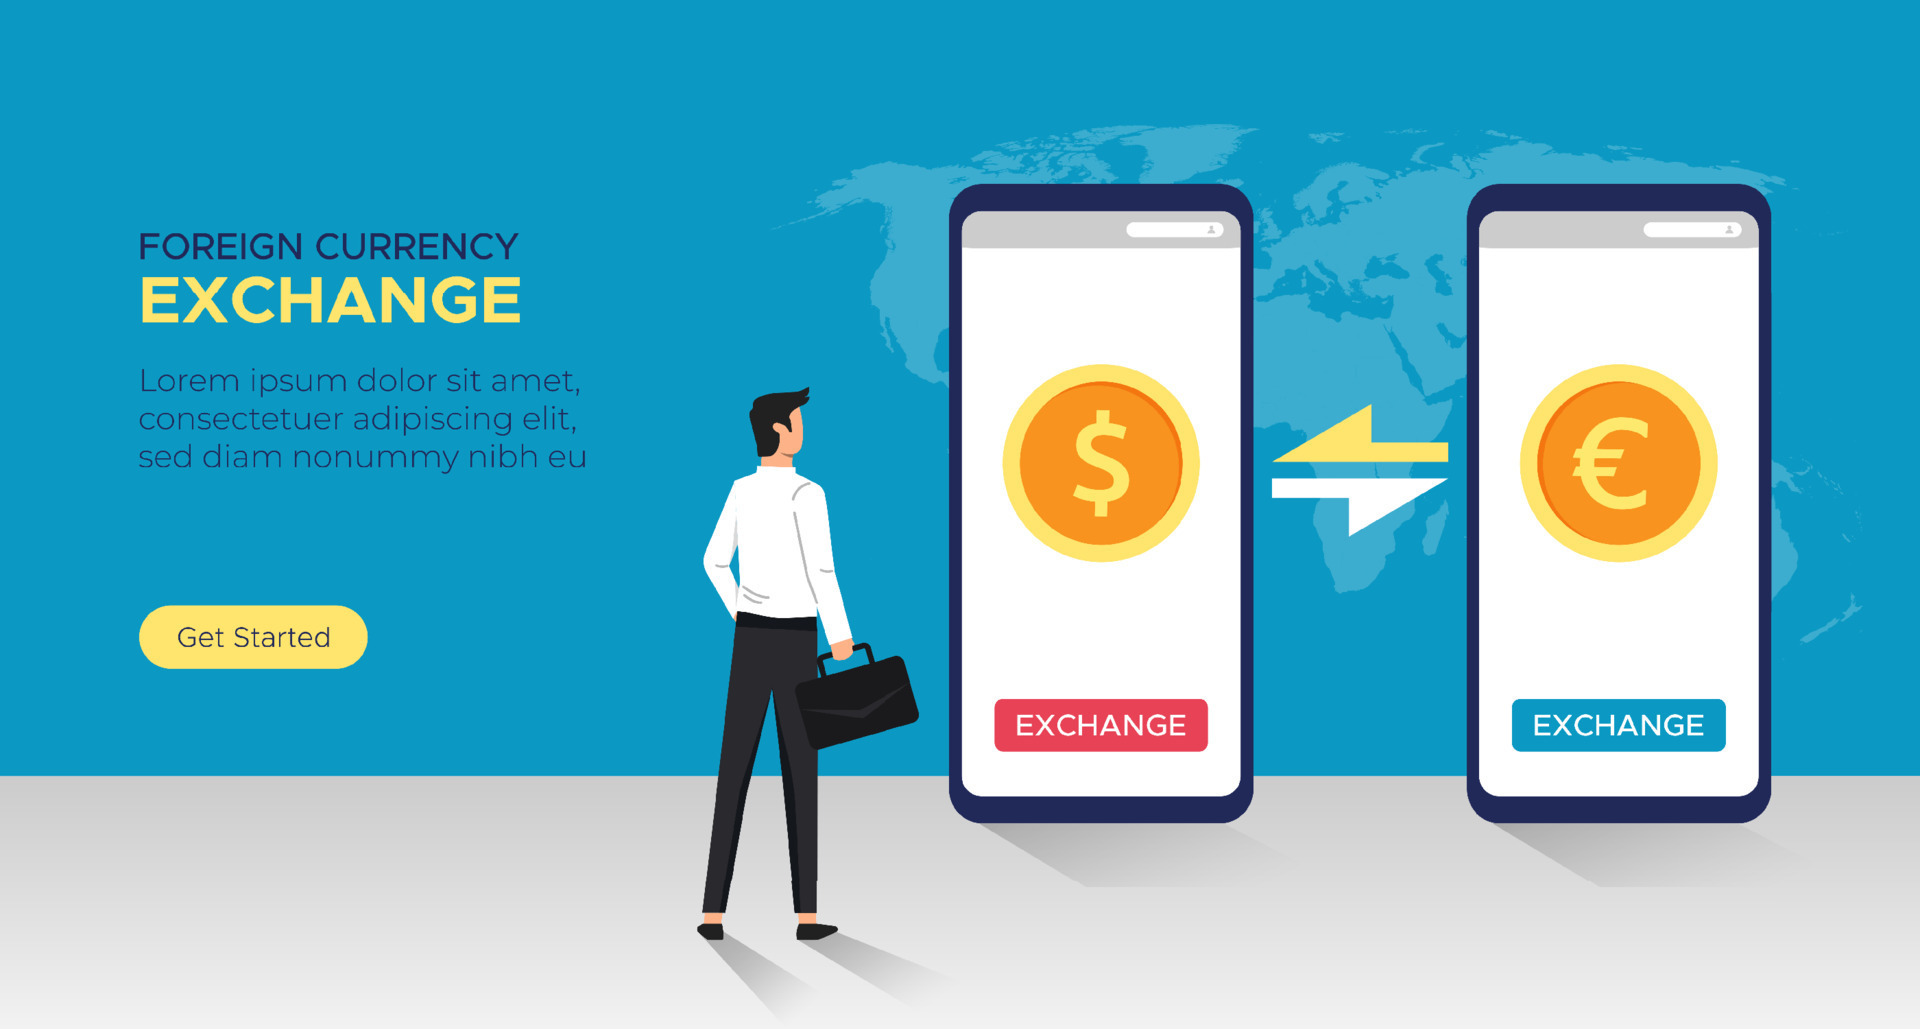 FOREIGN CURRENCY
EXCHANGE
Lorem ipsum dolor sit amet,
consectetuer adipiscing elit,
sed diam nonummy nibh eu
Get Started
$
EXCHANGE
€
EXCHANGE